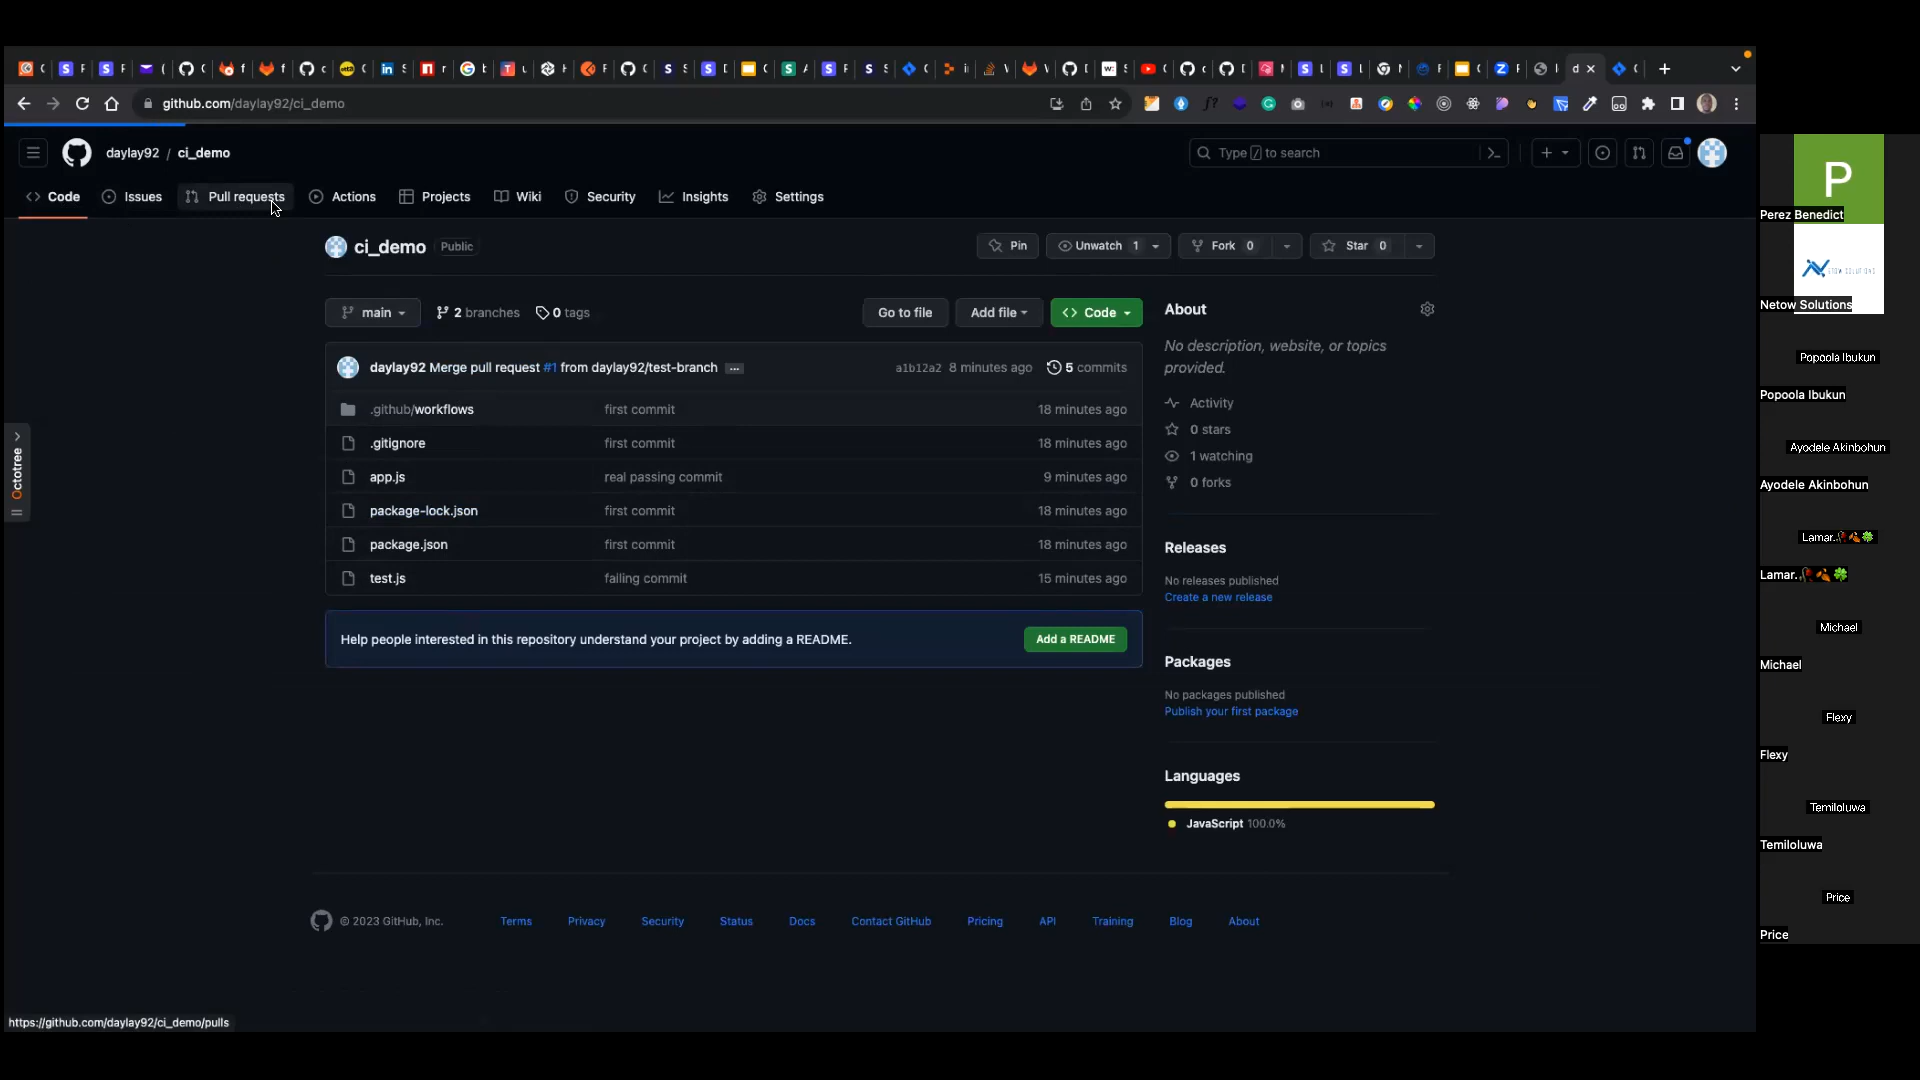 github.com/daylay92/ci_demo
daylay92 / ci_demo
Type / to search
Code
Issues
Pull requests
Actions
Projects
Wiki
Security
Insights
Settings
ci_demo Public
Pin
Unwatch 1
Fork 0
Star 0
main
2 branches
0 tags
Go to file
Add file
Code
daylay92 Merge pull request #1 from daylay92/test-branch ...
a1b12a2 8 minutes ago 5 commits
.github/workflows first commit 18 minutes ago
.gitignore first commit 18 minutes ago
app.js real passing commit 9 minutes ago
package-lock.json first commit 18 minutes ago
package.json first commit 18 minutes ago
test.js failing commit 15 minutes ago
Help people interested in this repository understand your project by adding a README.
Add a README
About
No description, website, or topics
provided.
Activity
0 stars
1 watching
0 forks
Releases
No releases published
Create a new release
Packages
No packages published
Publish your first package
Languages
JavaScript 100.0%
© 2023 GitHub, Inc.
Terms
Privacy
Security
Status
Docs
Contact GitHub
Pricing
API
Training
Blog
About
Octotree
https://github.com/daylay92/ci_demo/pulls
P
Perez Benedict
Netow Solutions
Popoola Ibukun
Popoola Ibukun
Ayodele Akinbohun
Ayodele Akinbohun
Lamar.🥀🍂🍀
Lamar.🥀🍂🍀
Michael
Michael
Flexy
Flexy
Temiloluwa
Temiloluwa
Price
Price